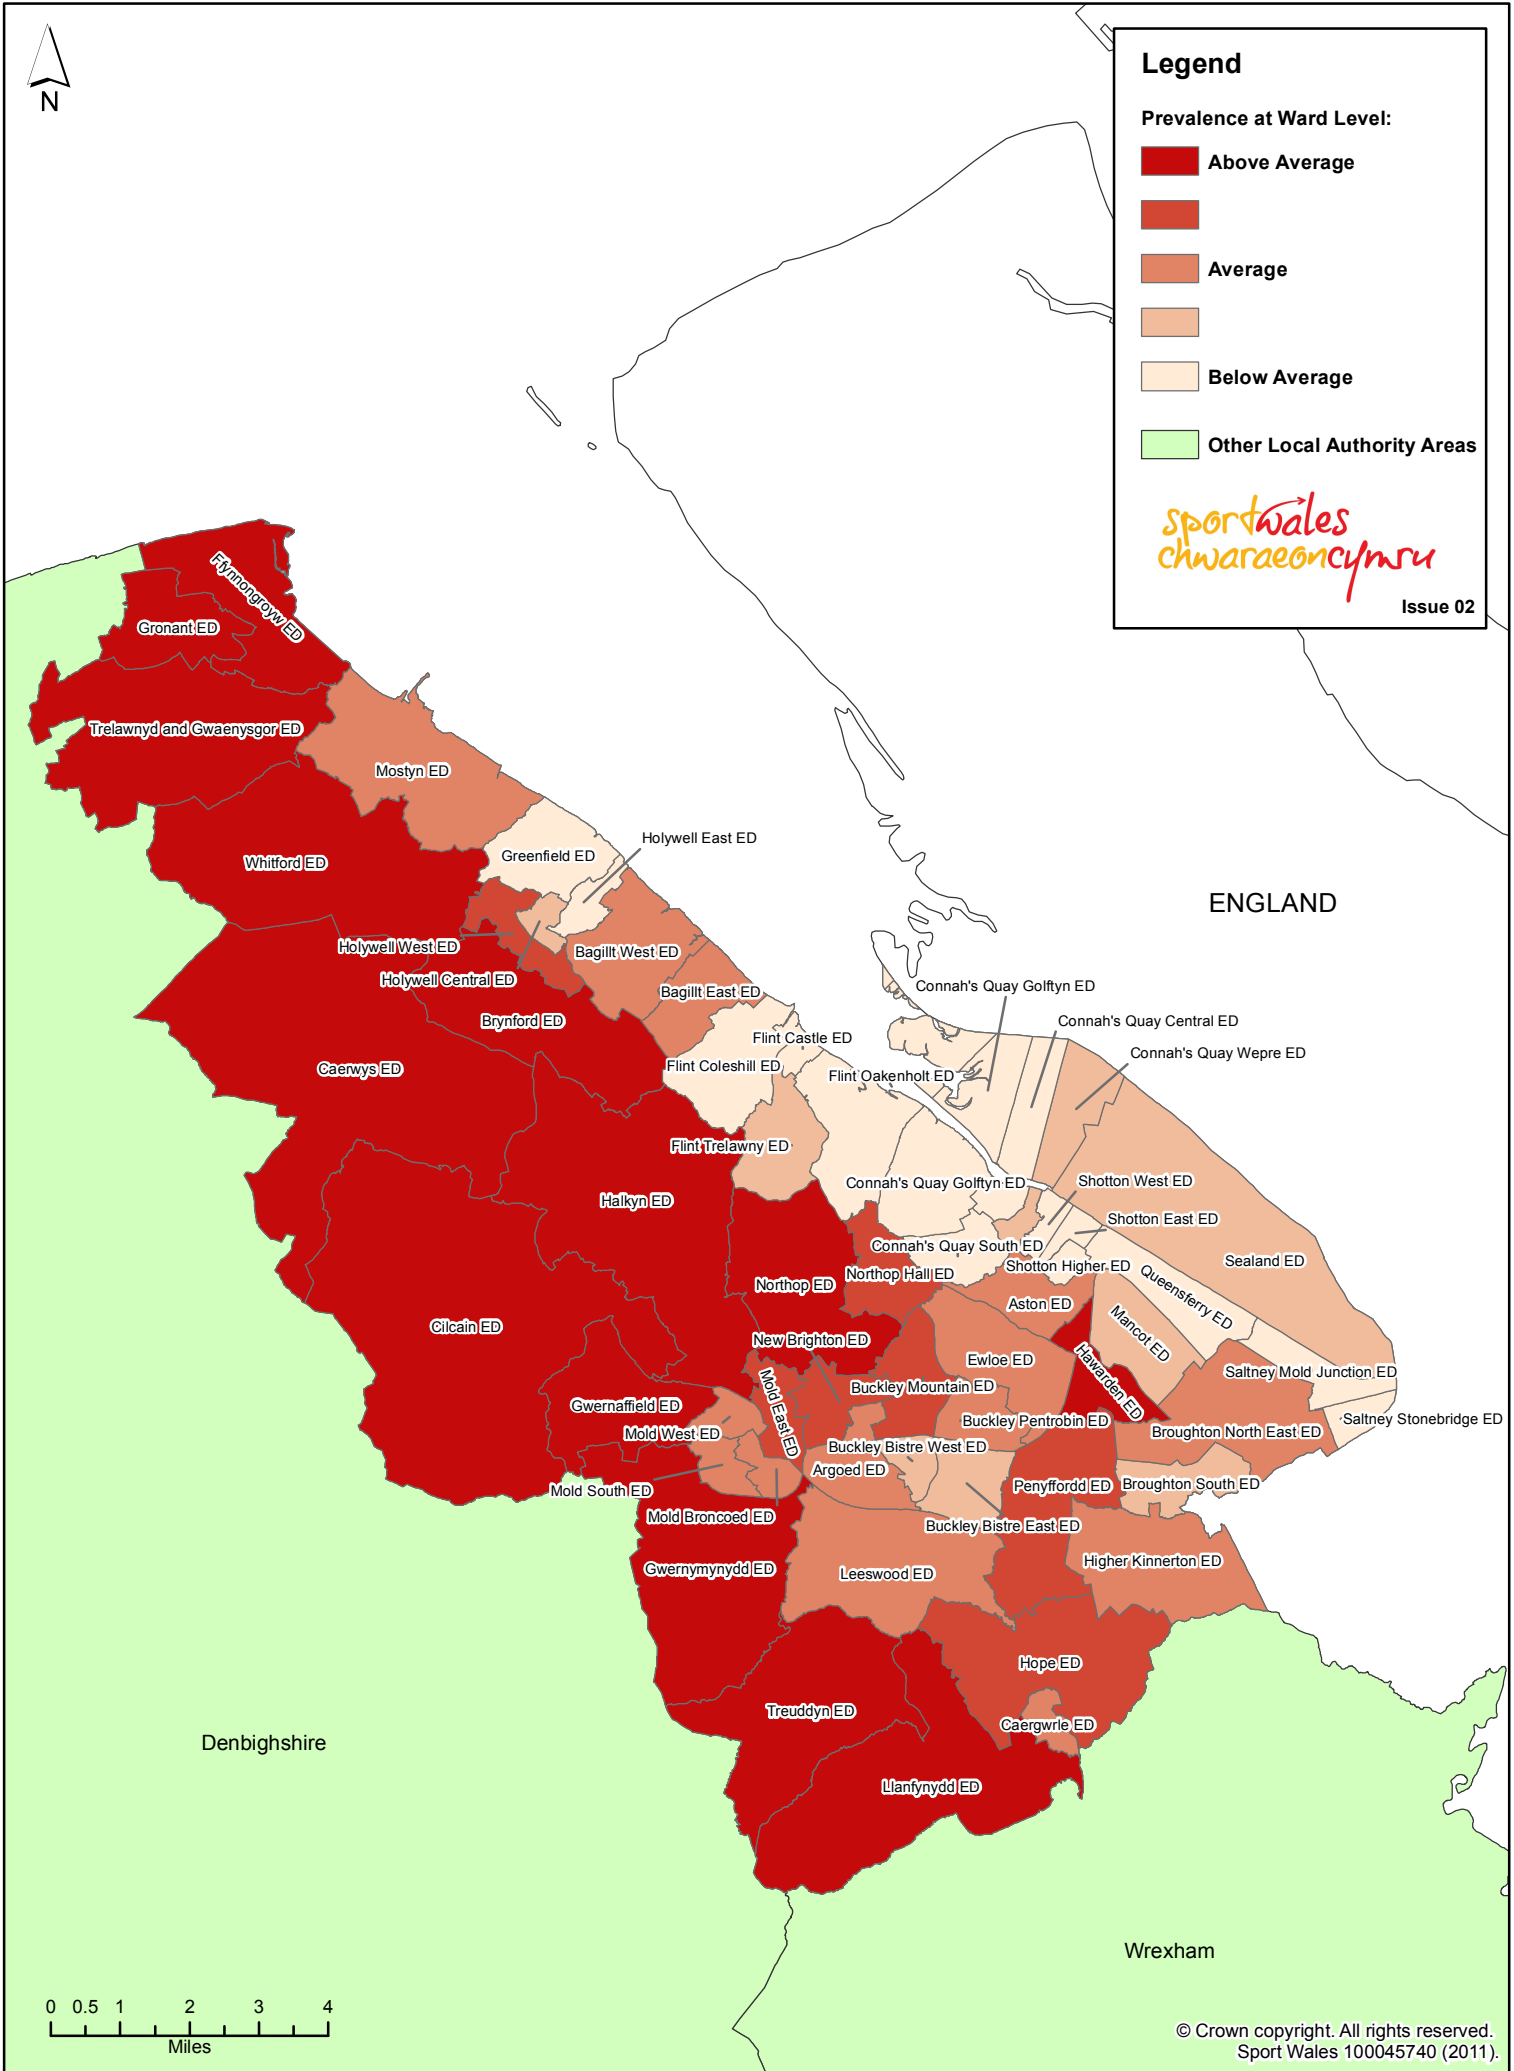 N
Legend
Prevalence at Ward Level:
Above Average
Average
Below Average
Other Local Authority Areas
sportwales
chwaraeoncymru
Issue 02
Ffynnongroyw ED
Gronant ED
Trelawnyd and Gwaenysgor ED
Mostyn ED
Holywell East ED
Greenfield ED
Whitford ED
ENGLAND
Holywell West ED
Bagillt West ED
Holywell Central ED
Connah's Quay Golftyn ED
Bagillt East ED
Brynford ED
Connah's Quay Central ED
Flint Castle ED
Connah's Quay Wepre ED
Flint Coleshill ED
Caerwys ED
Flint Oakenholt ED
Flint Trelawny ED
Connah's Quay Golftyn ED
Shotton West ED
Halkyn ED
Shotton East ED
Connah's Quay South ED
Sealand ED
Shotton Higher ED
Northop Hall ED
Northop ED
Queensferry ED
Aston ED
Mancot ED
Cilcain ED
New Brighton ED
Ewloe ED
Saltney Mold Junction ED
Hawarden ED
Buckley Mountain ED
Mold East ED
Gwernaffield ED
Saltney Stonebridge ED
Buckley Pentrobin ED
Mold West ED
Broughton North East ED
Buckley Bistre West ED
Argoed ED
Broughton South ED
Penyffordd ED
Mold South ED
Mold Broncoed ED
Buckley Bistre East ED
Higher Kinnerton ED
Gwernymynydd ED
Leeswood ED
Hope ED
Treuddyn ED
Caergwrle ED
Denbighshire
Llanfynydd ED
Wrexham
0 0.5 1 2 3 4
Miles
© Crown copyright. All rights reserved.
Sport Wales 100045740 (2011).